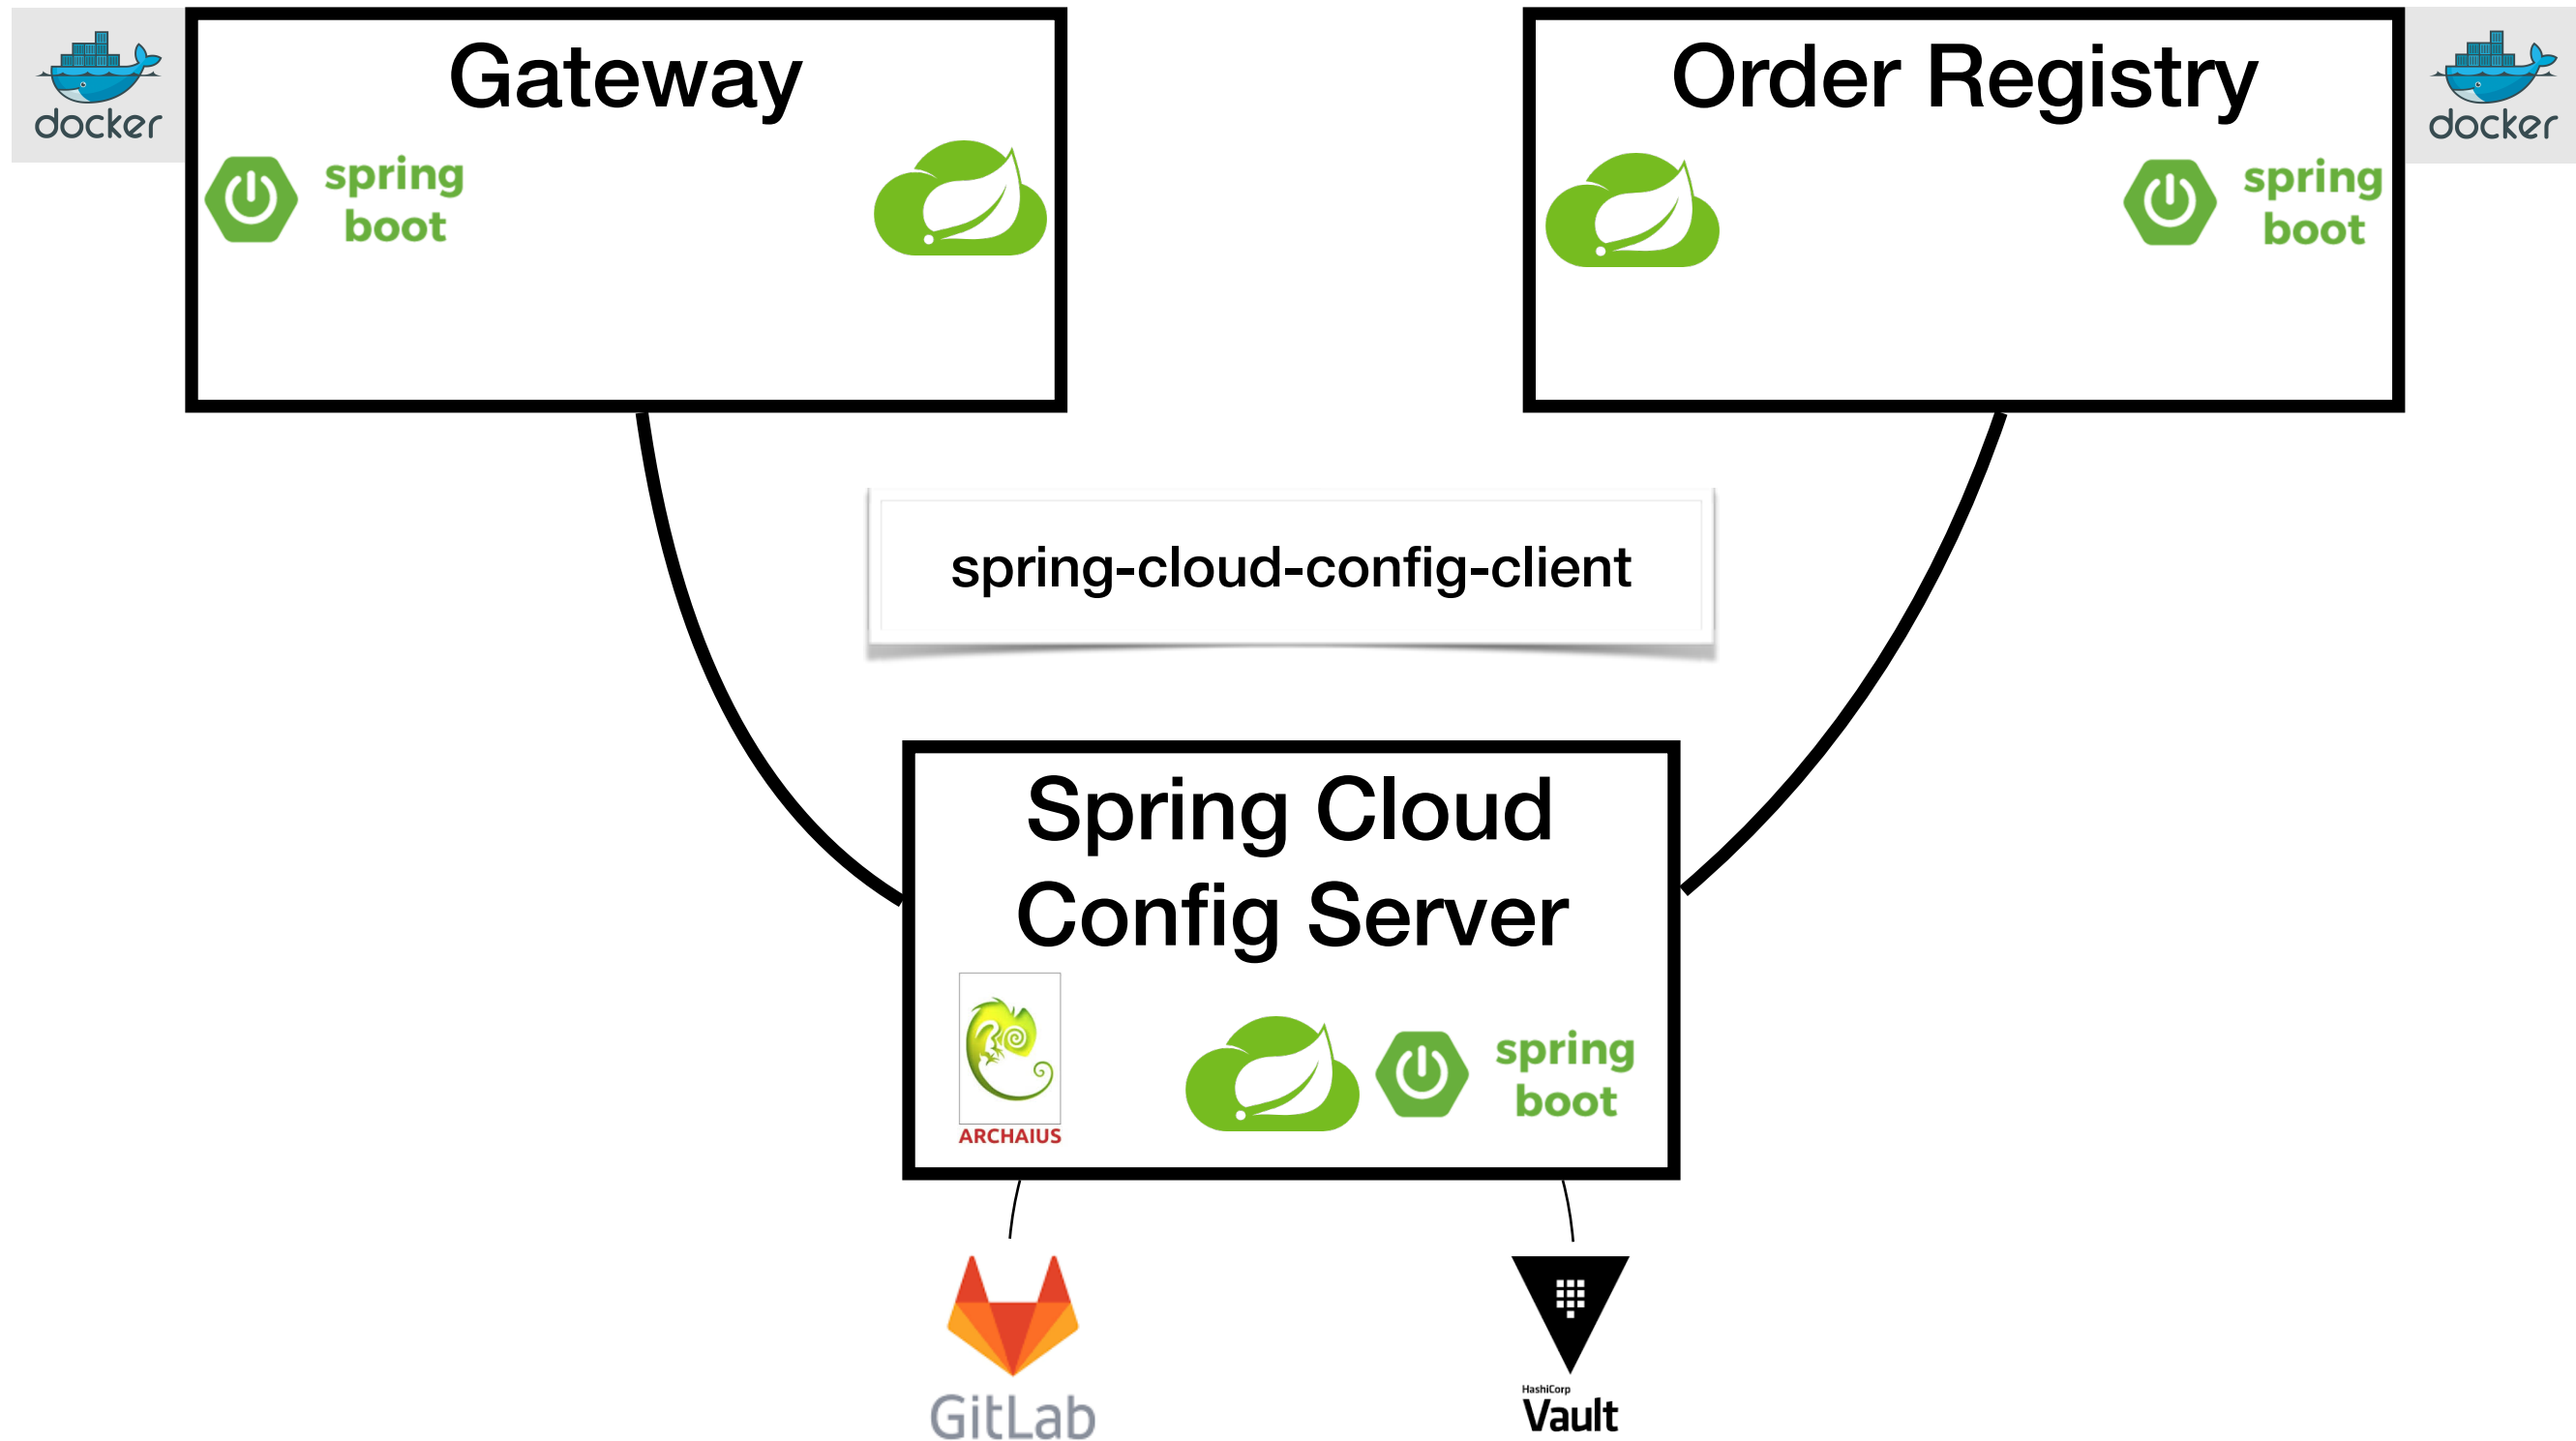 docker
Gateway
spring
boot
Order Registry
spring
boot
docker
spring-cloud-config-client
Spring Cloud
Config Server
ARCHAIUS
spring
boot
GitLab
HashiCorp
Vault